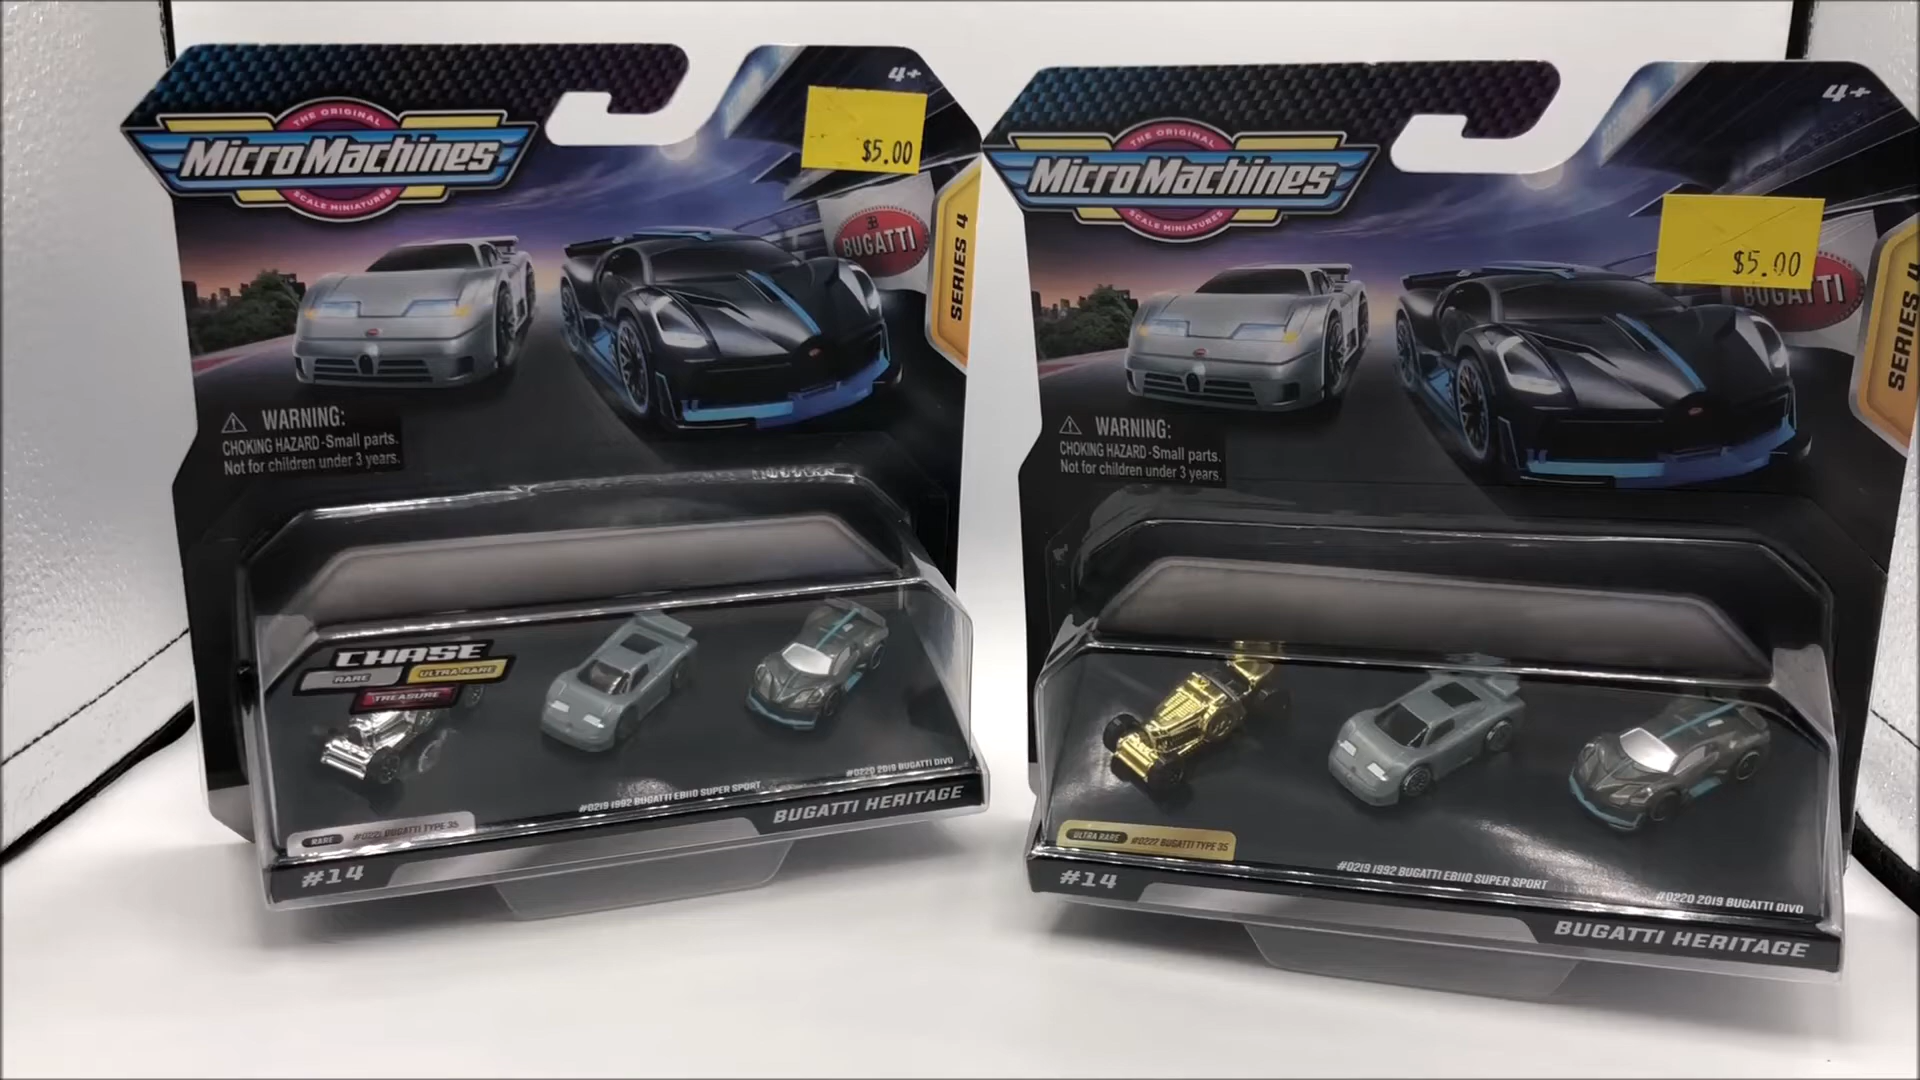 4+
THE ORIGINAL
MicroMachines
SCALE MINIATURES
$5.00
BUGATTI
SERIES 4
WARNING:
CHOKING HAZARD-Small parts.
Not for children under 3 years.
CHASE
RARE
ULTRA RARE
TREASURE
RARE
BUGATTI TYPE 35
#0219 1992 BUGATTI EB110 SUPER SPORT
#0220 2019 BUGATTI DIVO
#14
BUGATTI HERITAGE
4+
THE ORIGINAL
MicroMachines
SCALE MINIATURES
$5.00
BUGATTI
SERIES 4
WARNING:
CHOKING HAZARD-Small parts.
Not for children under 3 years.
ULTRA RARE
#0227 BUGATTI TYPE 35
#0219 1992 BUGATTI EB110 SUPER SPORT
#0220 2019 BUGATTI DIVO
#14
BUGATTI HERITAGE